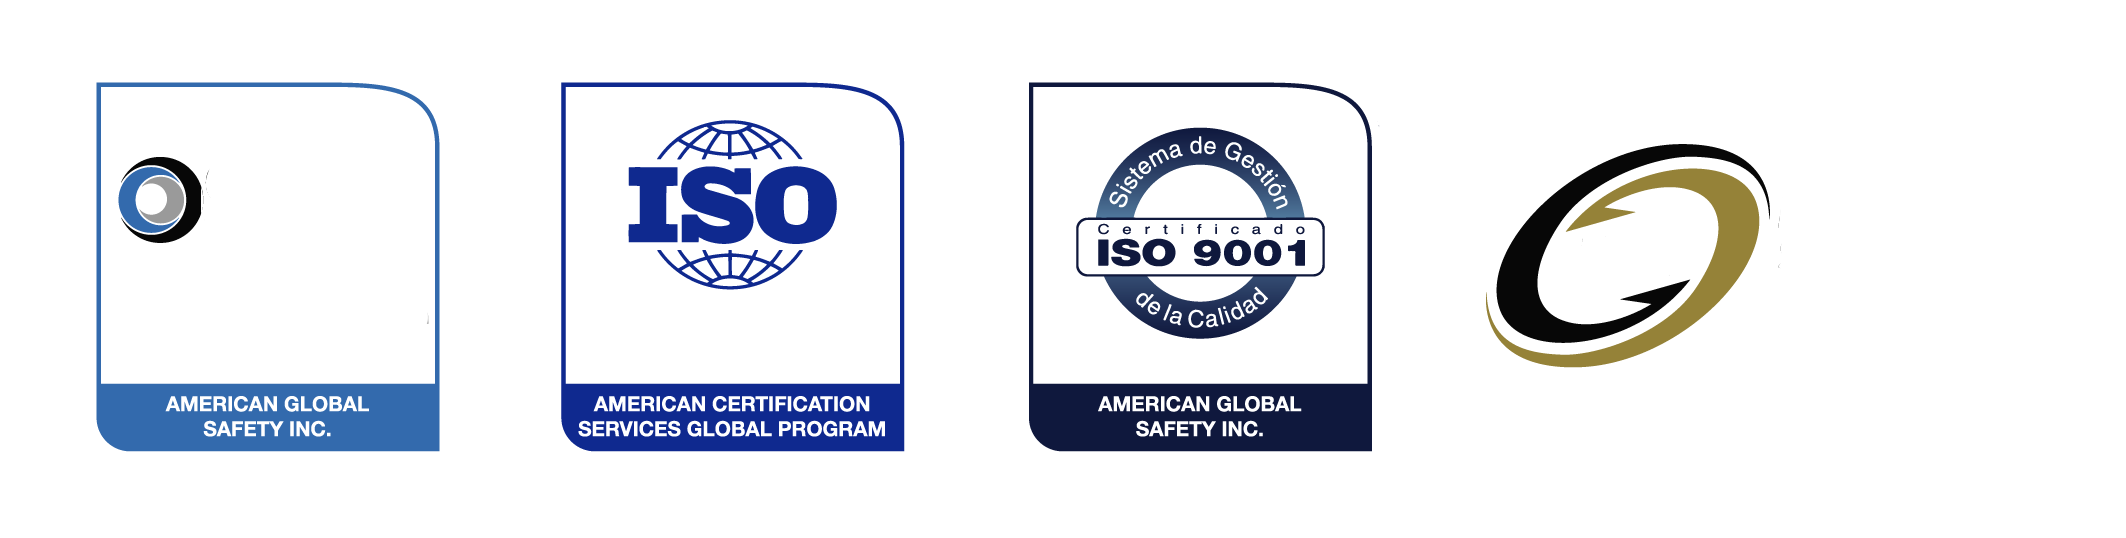 AMERICAN GLOBAL
SAFETY INC.
ISO
AMERICAN CERTIFICATION
SERVICES GLOBAL PROGRAM
Sistema de Gestión
Certificado
ISO 9001
de la Calidad
AMERICAN GLOBAL
SAFETY INC.